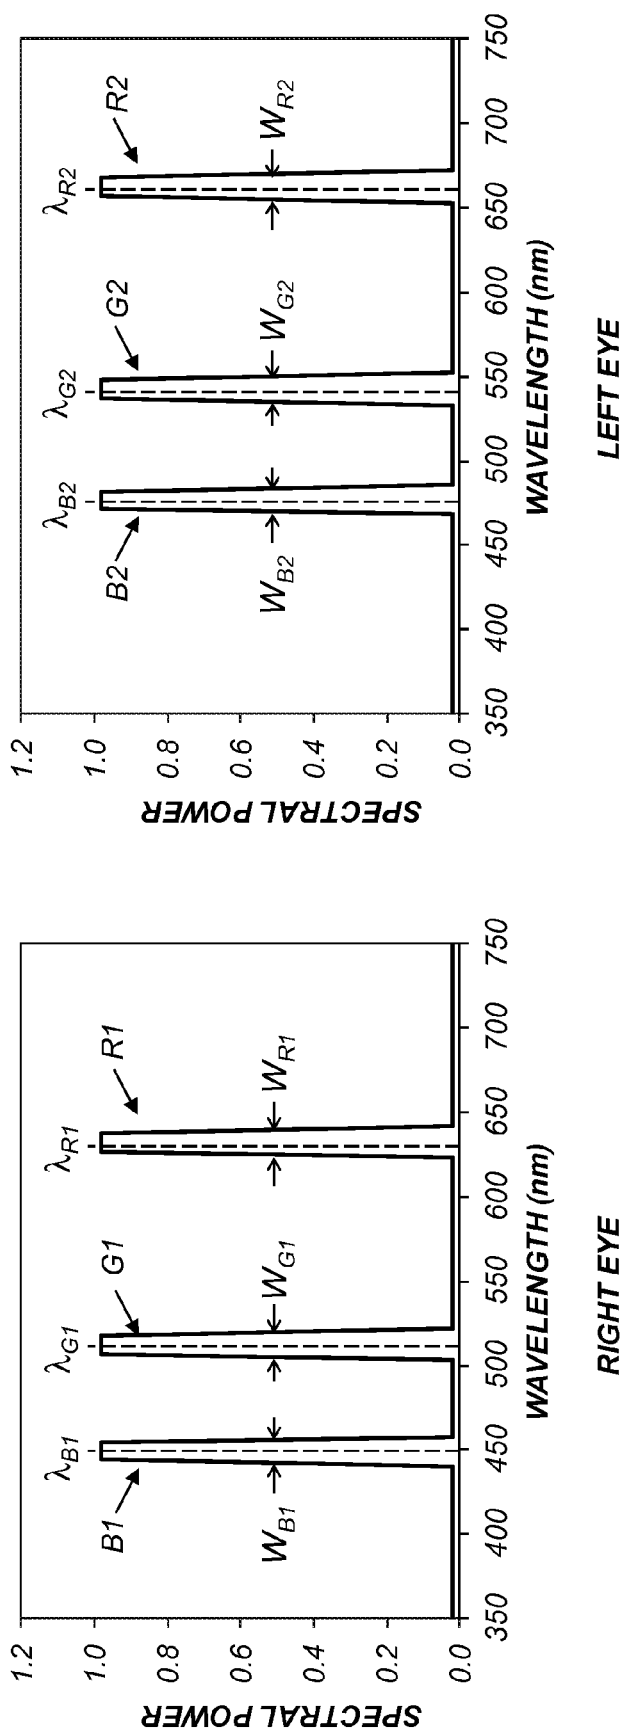 1.2
1.0
0.8
0.6
0.4
0.2
0.0
SPECTRAL POWER
λB1
λG1
λR1
B1
G1
R1
WB1
WG1
WR1
350 400 450 500 550 600 650 700 750
WAVELENGTH (nm)
RIGHT EYE
1.2
1.0
0.8
0.6
0.4
0.2
0.0
SPECTRAL POWER
λB2
λG2
λR2
B2
G2
R2
WB2
WG2
WR2
350 400 450 500 550 600 650 700 750
WAVELENGTH (nm)
LEFT EYE